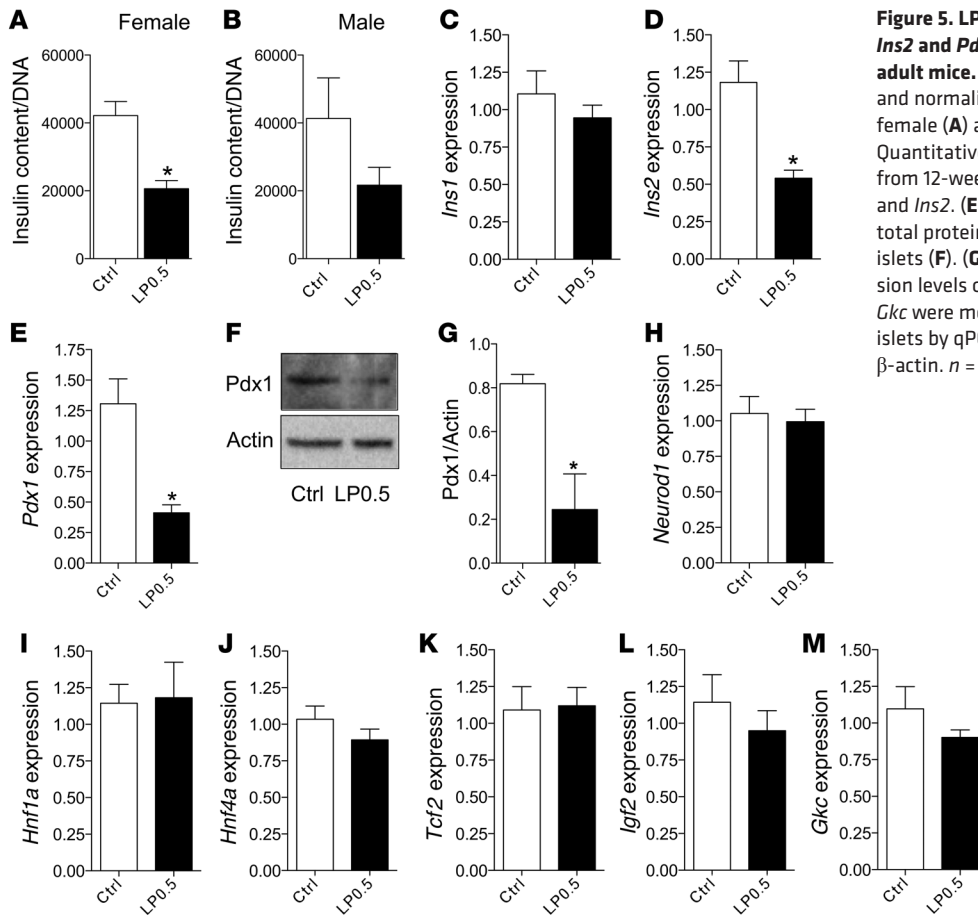 A Female
60000
40000
20000
0
Insulin content/DNA
*
Ctrl
LP0.5
B Male
60000
40000
20000
0
Insulin content/DNA
Ctrl
LP0.5
C
1.50
1.25
1.00
0.75
0.50
0.25
0.00
Ins1 expression
Ctrl
LP0.5
D
1.50
1.25
1.00
0.75
0.50
0.25
0.00
Ins2 expression
*
Ctrl
LP0.5
Figure 5. LP
Ins2 and Pd
adult mice.
and normali
female (A) a
Quantitative
from 12-wee
and Ins2. (E
total protein
islets (F). (G
sion levels o
Gkc were me
islets by qP
β-actin. n =
E
1.75
1.50
1.25
1.00
0.75
0.50
0.25
0.00
Pdx1 expression
*
Ctrl
LP0.5
F
Pdx1
Actin
Ctrl LP0.5
G
1.0
0.8
0.6
0.4
0.2
0.0
Pdx1/Actin
*
Ctrl
LP0.5
H
1.50
1.25
1.00
0.75
0.50
0.25
0.00
Neurod1 expression
Ctrl
LP0.5
I
1.50
1.25
1.00
0.75
0.50
0.25
0.00
Hnf1a expression
Ctrl
LP0.5
J
1.50
1.25
1.00
0.75
0.50
0.25
0.00
Hnf4a expression
Ctrl
LP0.5
K
1.50
1.25
1.00
0.75
0.50
0.25
0.00
Tcf2 expression
Ctrl
LP0.5
L
1.50
1.25
1.00
0.75
0.50
0.25
0.00
Igf2 expression
Ctrl
LP0.5
M
1.50
1.25
1.00
0.75
0.50
0.25
0.00
Gkc expression
Ctrl
LP0.5